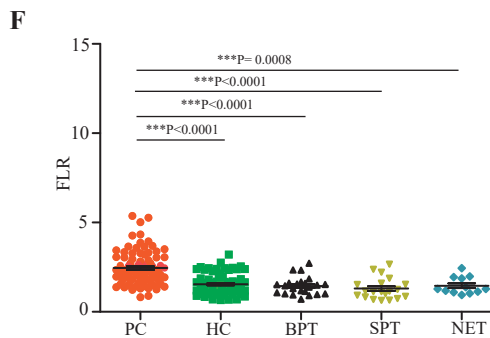 F
15
***P= 0.0008
***P<0.0001
***P<0.0001
***P<0.0001
10
FLR
5
0
PC HC BPT SPT NET